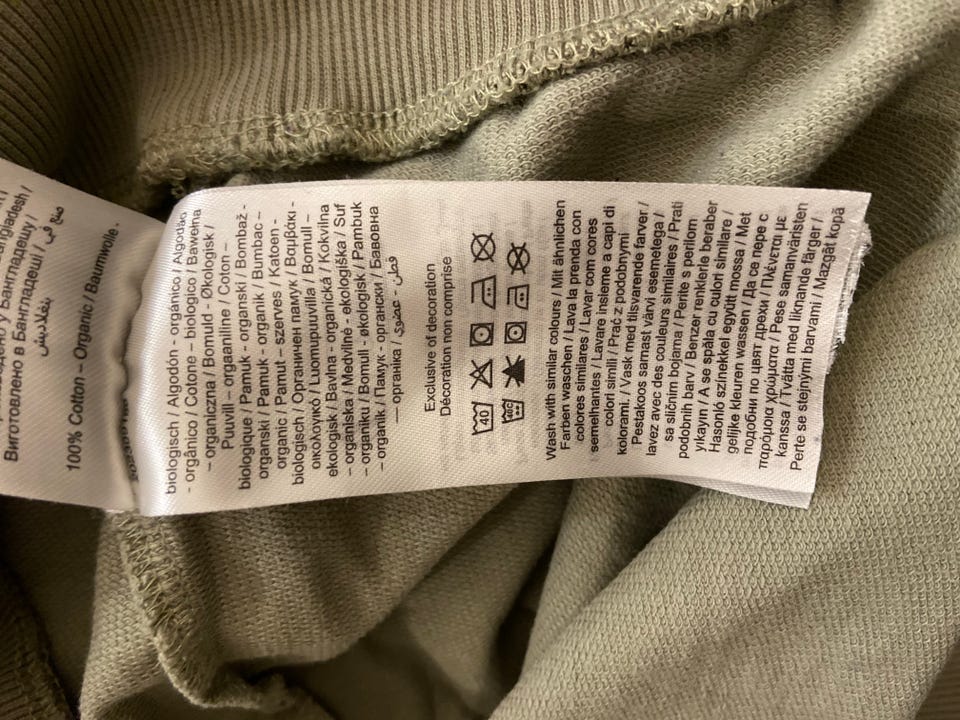 Виготовлено в Бангладеші /
بنغلاديش
100% Cotton – Organic / Baumwolle -
biologisch / Algodón - orgánico / Algodão
- orgânico / Cotone - biologico / Bawełna
– organiczna / Bomuld - Økologisk /
Puuvill – orgaaniline / Coton –
biologique / Pamuk - organski / Bombaž -
organski / Pamuk - organik / Bumbac –
organic / Pamut – szerves / Katoen -
biologisch / Органичен памук / Βαμβάκι -
οικολογικό / Luomupuuvilla / Bomull –
ekologisk / Bavlna - organická / Kokvilna
– organiska / Medvilnė - ekologiška / Suf
– organiku / Bomull - økologisk / Pambuk
– organik / Памук - органски / Бавовна
— органіка / قطن - عضوي
Exclusive of decoration
Décoration non comprise
40
Wash with similar colours / Mit ähnlichen
Farben waschen / Lava la prenda con
colores similares / Lavar com cores
semelhantes / Lavare insieme a capi di
colori simili / Prać z podobnymi
kolorami. / Vask med tilsvarende farver /
Pestakoos samast värvi esemetega /
lavez avec des couleurs similaires / Prati
sa sličnim bojama / Perite s perilom
podobnih barv / Benzer renklerle beraber
yıkayın / A se spăla cu culori similare /
Hasonló színhekkel együtt mossa / Met
gelijke kleuren wassen / Да се пере с
подобни по цвят дрехи / Πλένεται με
παρόμοια χρώματα / Pese samanväristen
kanssa / Tvätta med liknande färger /
Perte se stejnými barvami / Mazgāt kopā